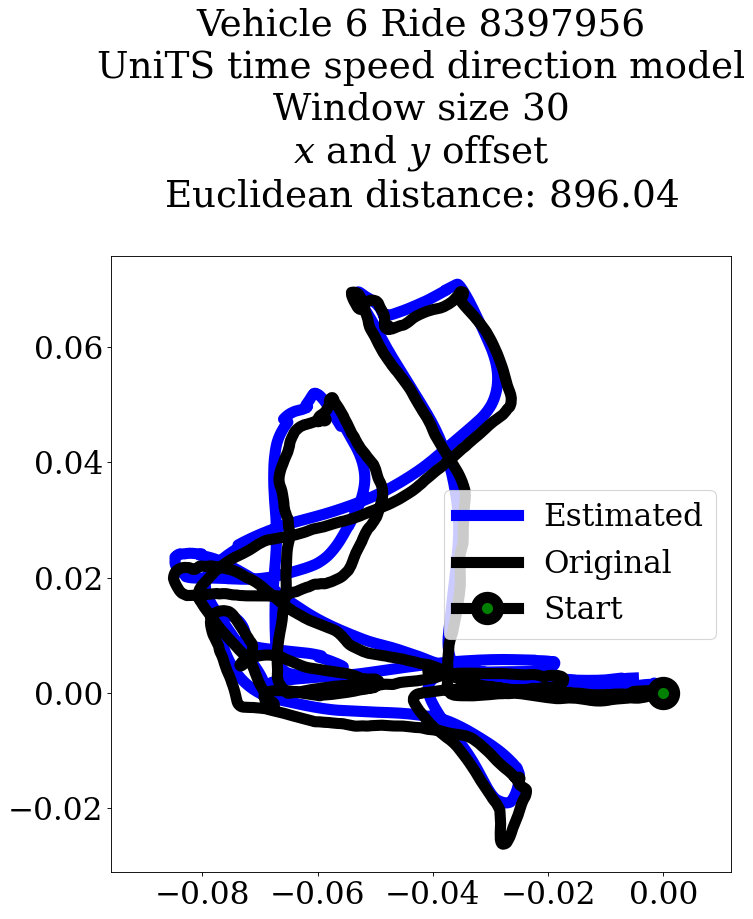 Vehicle 6 Ride 8397956
UniTS time speed direction model
Window size 30
x and y offset
Euclidean distance: 896.04
0.06
0.04
0.02
0.00
−0.02
Estimated
Original
Start
−0.08
−0.06
−0.04
−0.02
0.00